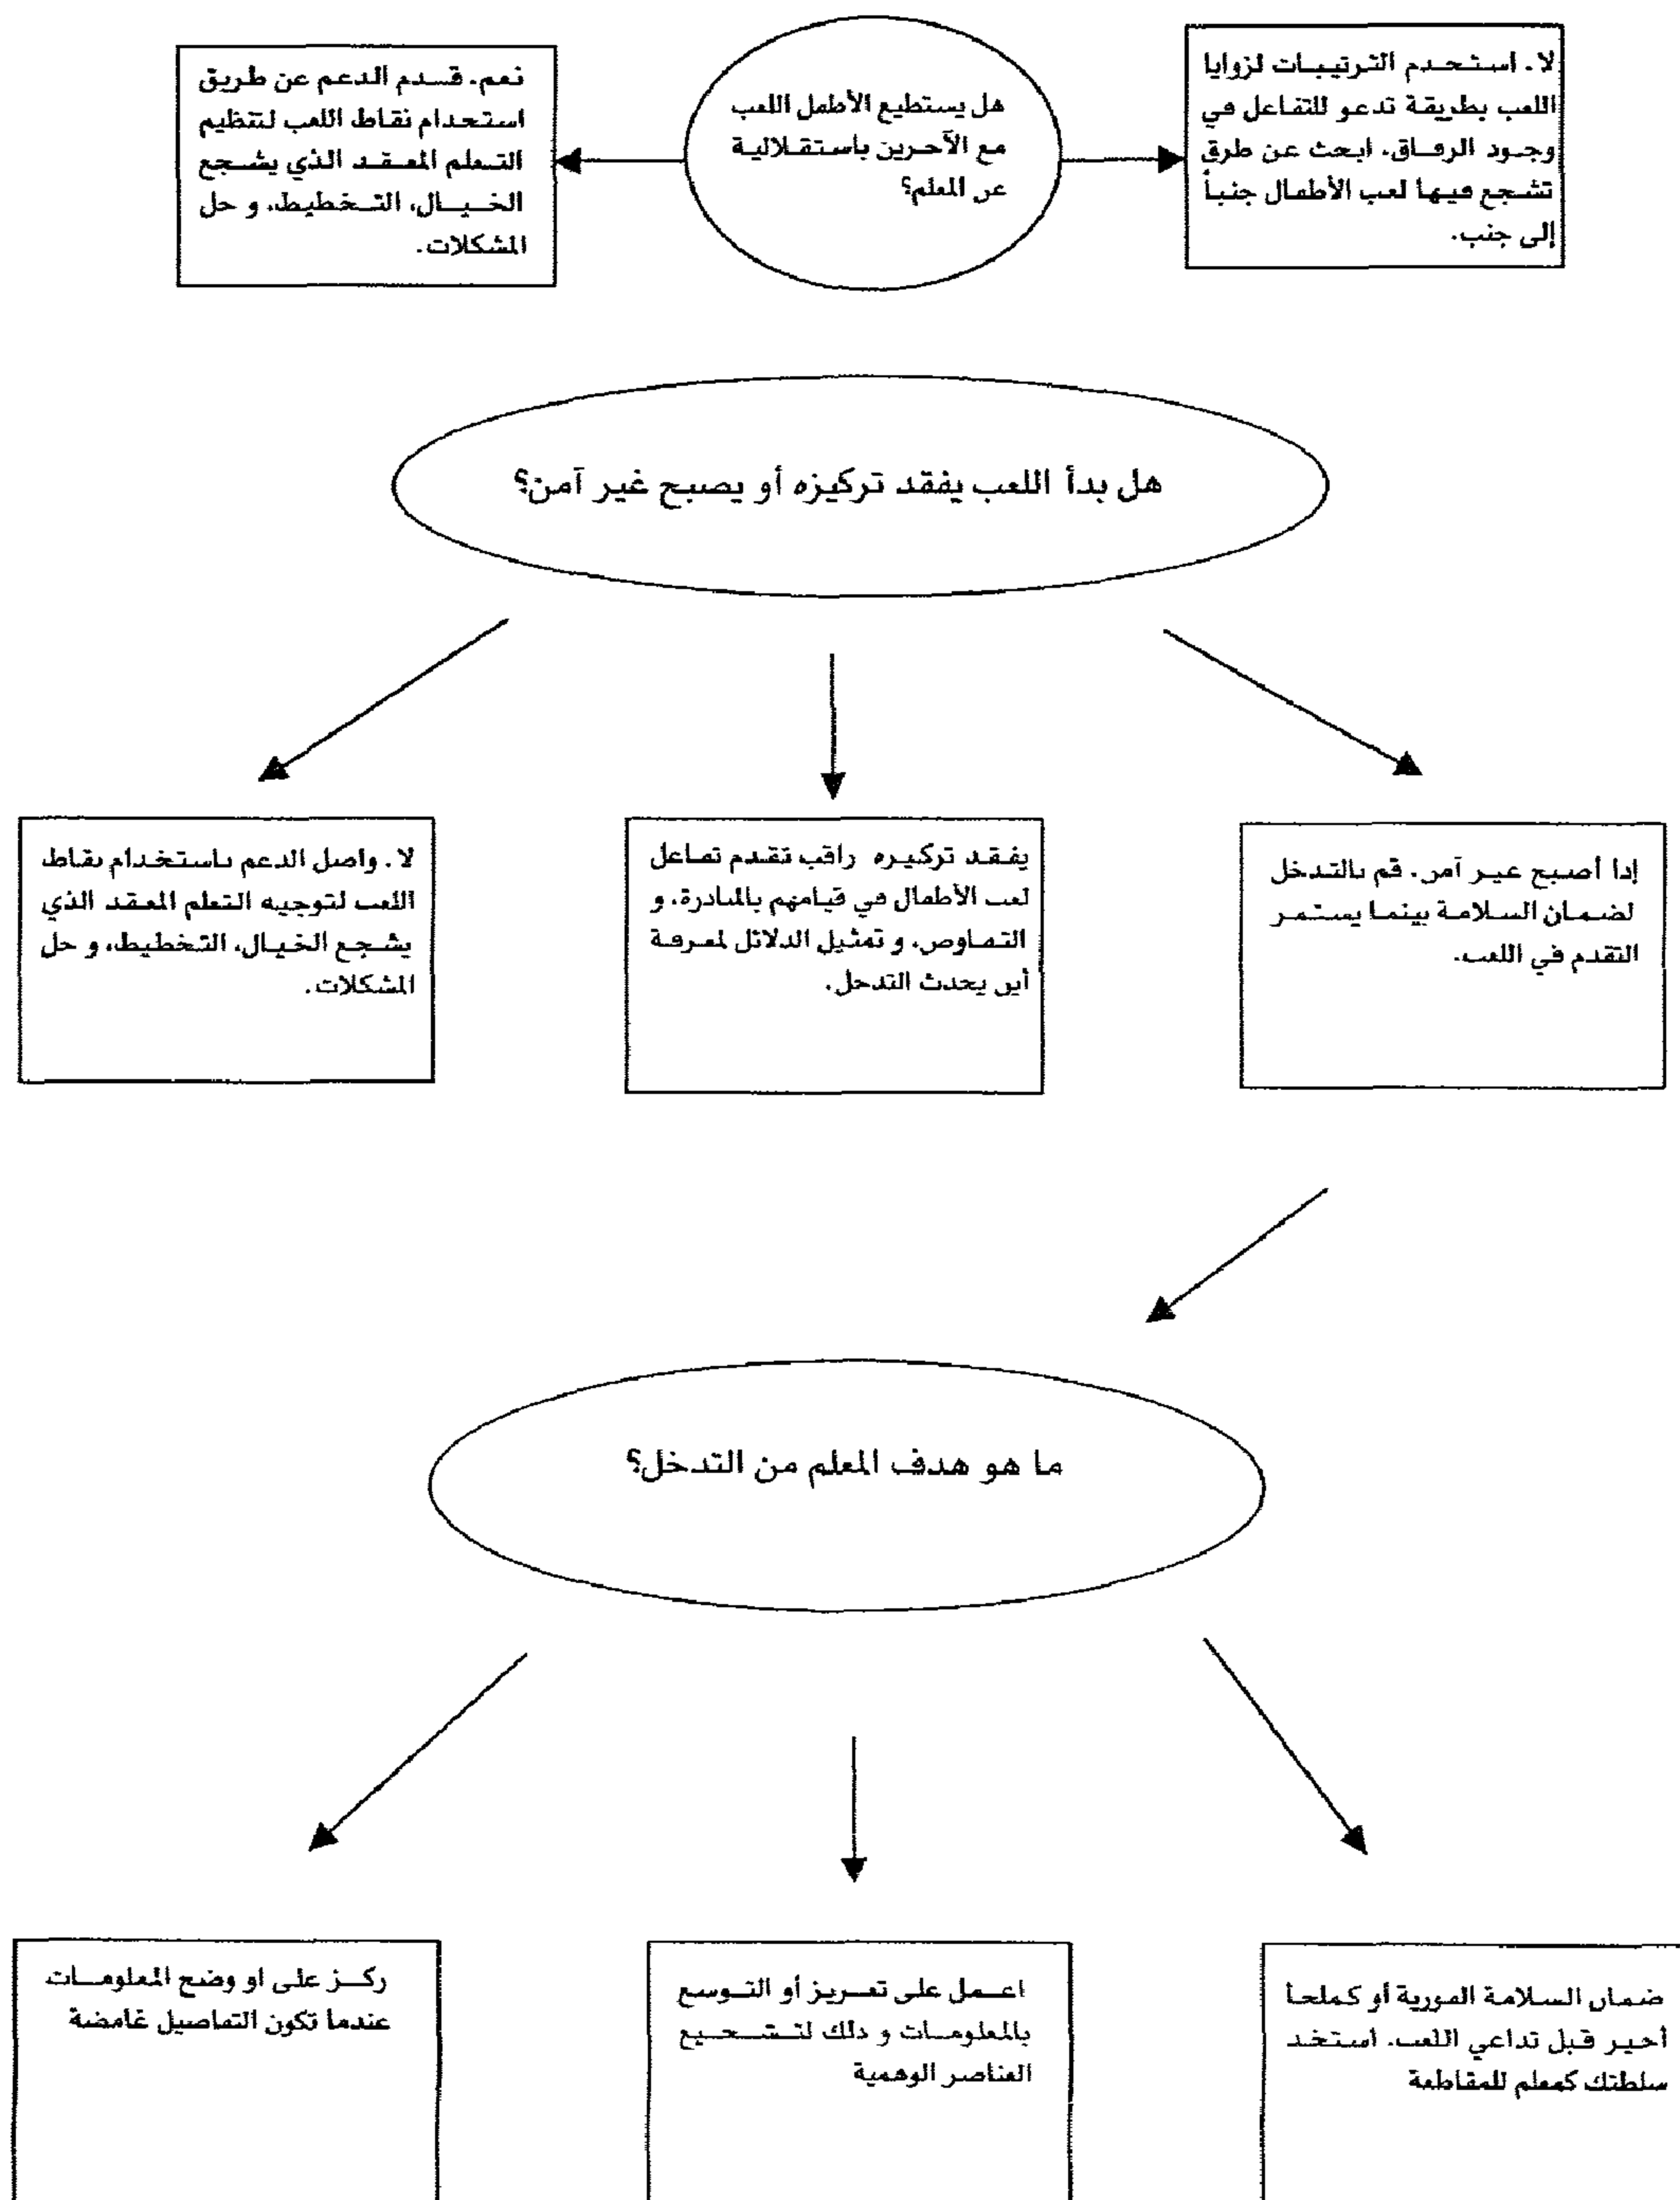 لا. استخدم الترتيبات لزوايا
اللعب بطريقة تدعو للتفاعل في
وجود الرفاق. ابحث عن طرق
تشجع فيها لعب الأطفال جنباً
إلى جنب.
هل يستطيع الأطفل اللعب
مع الآخرين باستقلالية
عن المعلم؟
نعم. قدم الدعم عن طريق
استخدام نقاط اللعب لتنظيم
التعلم المعقد الذي يشجع
الخيال، التخطيط، و حل
المشكلات.
هل بدأ اللعب يفقد تركيزه أو يصبح غير آمن؟
إذا أصبح غير آمن. قم بالتدخل
لضمان السلامة بينما يستمر
التقدم في اللعب.
يفقد تركيزه راقب تقدم تفاعل
لعب الأطفال في قيامهم بالمبادرة، و
التفاوض، و تمثيل الدلائل لمعرفة
أين يحدث التدخل.
لا. واصل الدعم باستخدام نقاط
اللعب لتوجيه التعلم المعقد الذي
يشجع الخيال، التخطيط، و حل
المشكلات.
ما هو هدف المعلم من التدخل؟
ضمان السلامة الفورية أو كملجأ
أخير قبل تداعي اللعب. استخد
سلطتك كمعلم للمقاطعة
اعمل على تعزيز أو التوسع
بالمعلومات و ذلك لتشجيع
العناصر الوهمية
ركز على او وضح المعلومات
عندما تكون التفاصيل غامضة